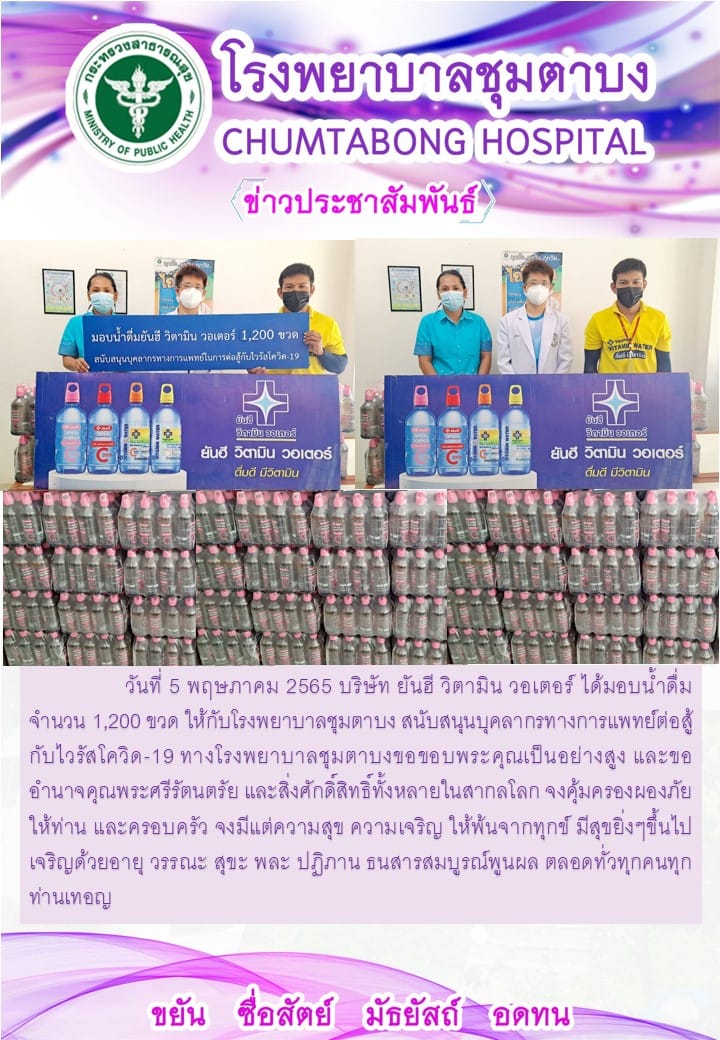 กระทรวงสาธารณสุข
MINISTRY OF PUBLIC HEALTH
โรงพยาบาลชุมตาบง
CHUMTABONG HOSPITAL
ข่าวประชาสัมพันธ์
มอบน้ำดื่มยันฮี วิตามิน วอเตอร์ 1,200 ขวด
สนับสนุนบุคลากรทางการแพทย์ในการต่อสู้กับไวรัสโควิด-19
ยันฮี
วิตามิน วอเตอร์
ยันฮี วิตามิน วอเตอร์
ดื่มดี มีวิตามิน
VITAMIN WATER
ยันฮี
วิตามิน วอเตอร์
ยันฮี วิตามิน วอเตอร์
ดื่มดี มีวิตามิน
วันที่ 5 พฤษภาคม 2565 บริษัท ยันฮี วิตามิน วอเตอร์ ได้มอบน้ำดื่ม
จำนวน 1,200 ขวด ให้กับโรงพยาบาลชุมตาบง สนับสนุนบุคลากรทางการแพทย์ต่อสู้
กับไวรัสโควิด-19 ทางโรงพยาบาลชุมตาบงขอขอบพระคุณเป็นอย่างสูง และขอ
อำนาจคุณพระศรีรัตนตรัย และสิ่งศักดิ์สิทธิ์ทั้งหลายในสากลโลก จงคุ้มครองผองภัย
ให้ท่าน และครอบครัว จงมีแต่ความสุข ความเจริญ ให้พ้นจากทุกข์ มีสุขยิ่งๆขึ้นไป
เจริญด้วยอายุ วรรณะ สุขะ พละ ปฏิภาน ธนสารสมบูรณ์พูนผล ตลอดทั่วทุกคนทุก
ท่านเทอญ
ขยัน ซื่อสัตย์ มัธยัสถ์ อดทน